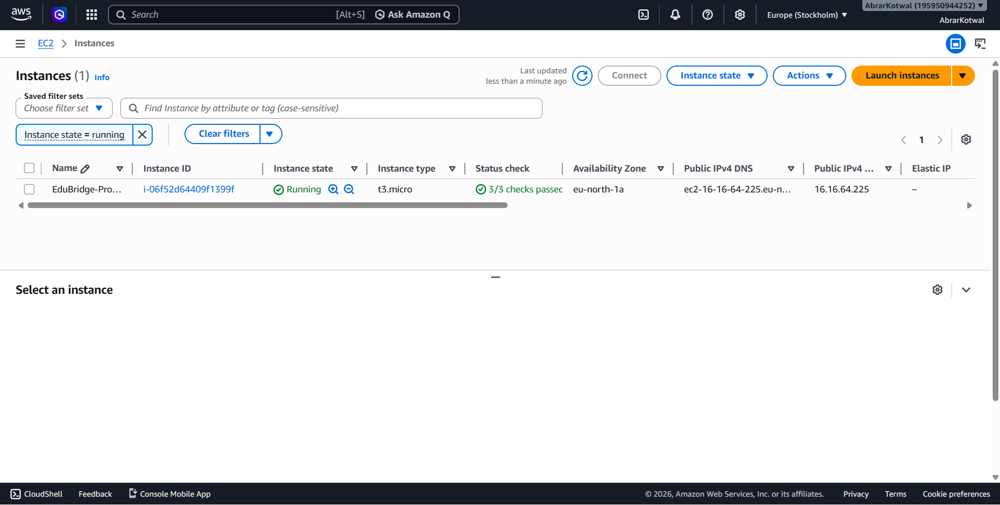 aws
Search [Alt+S] Ask Amazon Q
Europe (Stockholm)
AbrarKotwal (195950944252)
AbrarKotwal
EC2 Instances
Instances (1) Info
Last updated
less than a minute ago
Connect
Instance state
Actions
Launch instances
Saved filter sets
Choose filter set
Find Instance by attribute or tag (case-sensitive)
Instance state = running
Clear filters
1
Name Instance ID Instance state Instance type Status check Availability Zone Public IPv4 DNS Public IPv4 ... Elastic IP
EduBridge-Pro... i-06f52d64409f1399f Running t3.micro 3/3 checks passec eu-north-1a ec2-16-16-64-225.eu-n... 16.16.64.225 –
Select an instance
CloudShell Feedback Console Mobile App © 2026, Amazon Web Services, Inc. or its affiliates. Privacy Terms Cookie preferences